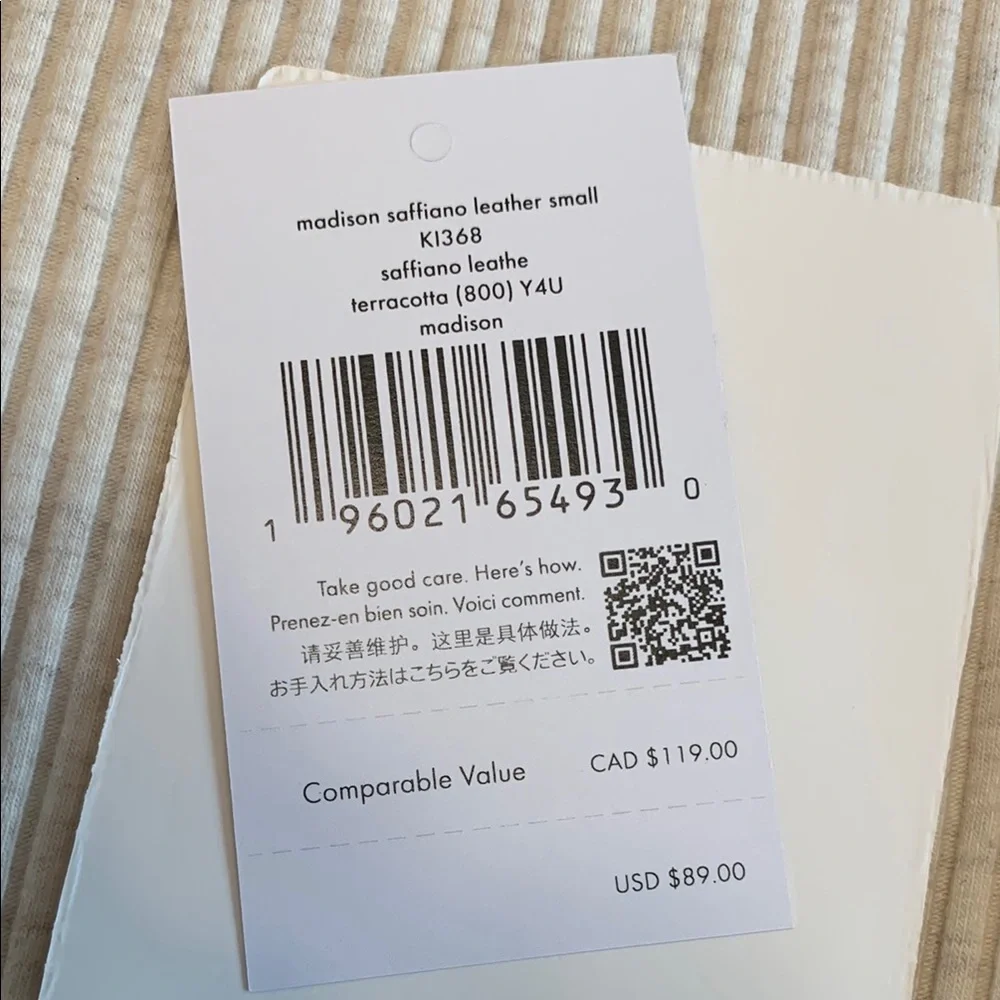 madison saffiano leather small
KI368
saffiano leathe
terracotta (800) Y4U
madison
1 96021 65493 0
Take good care. Here's how.
Prenez-en bien soin. Voici comment.
请妥善维护。这里是具体做法。
お手入れ方法はこちらをご覧ください。
Comparable Value CAD $119.00
USD $89.00